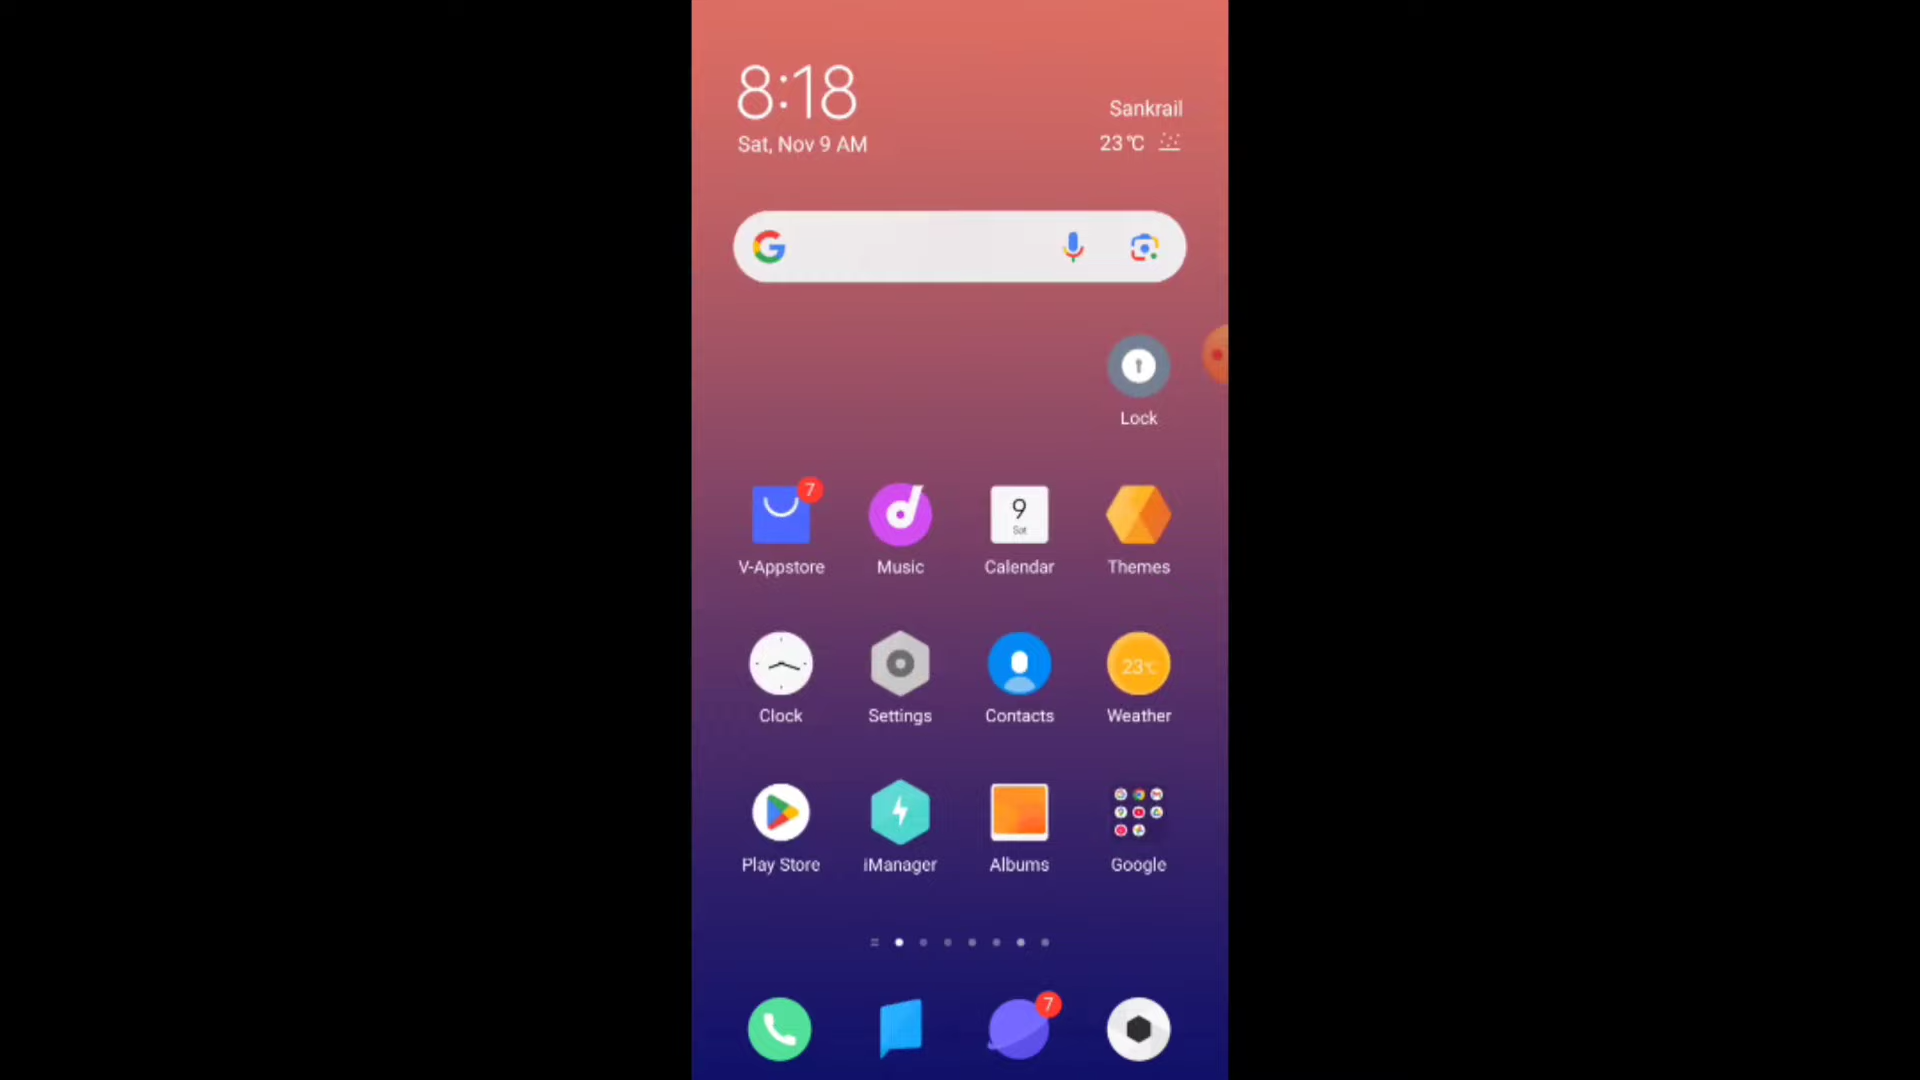 8:18
Sat, Nov 9 AM
Sankrail
23°C
Lock
7
9
Sat
V-Appstore
Music
Calendar
Themes
23°C
Clock
Settings
Contacts
Weather
Play Store
iManager
Albums
Google
7